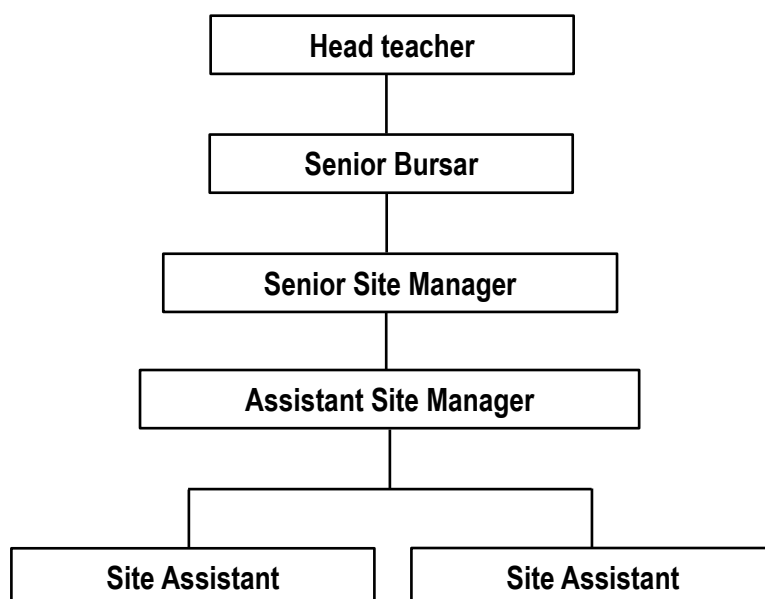 Head teacher
Senior Bursar
Senior Site Manager
Assistant Site Manager
Site Assistant
Site Assistant